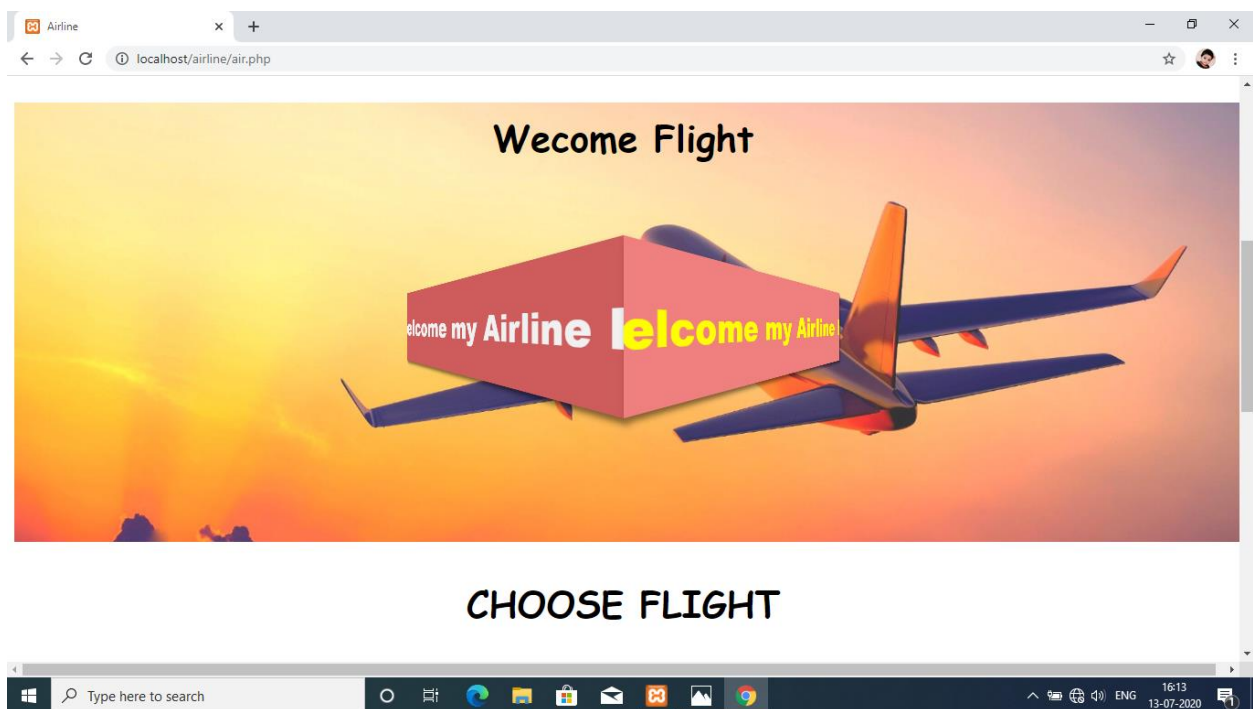 Airline
localhost/airline/air.php
Wecome Flight
elcome my Airline
elcome my Airline
CHOOSE FLIGHT
Type here to search
ENG
16:13
13-07-2020
1